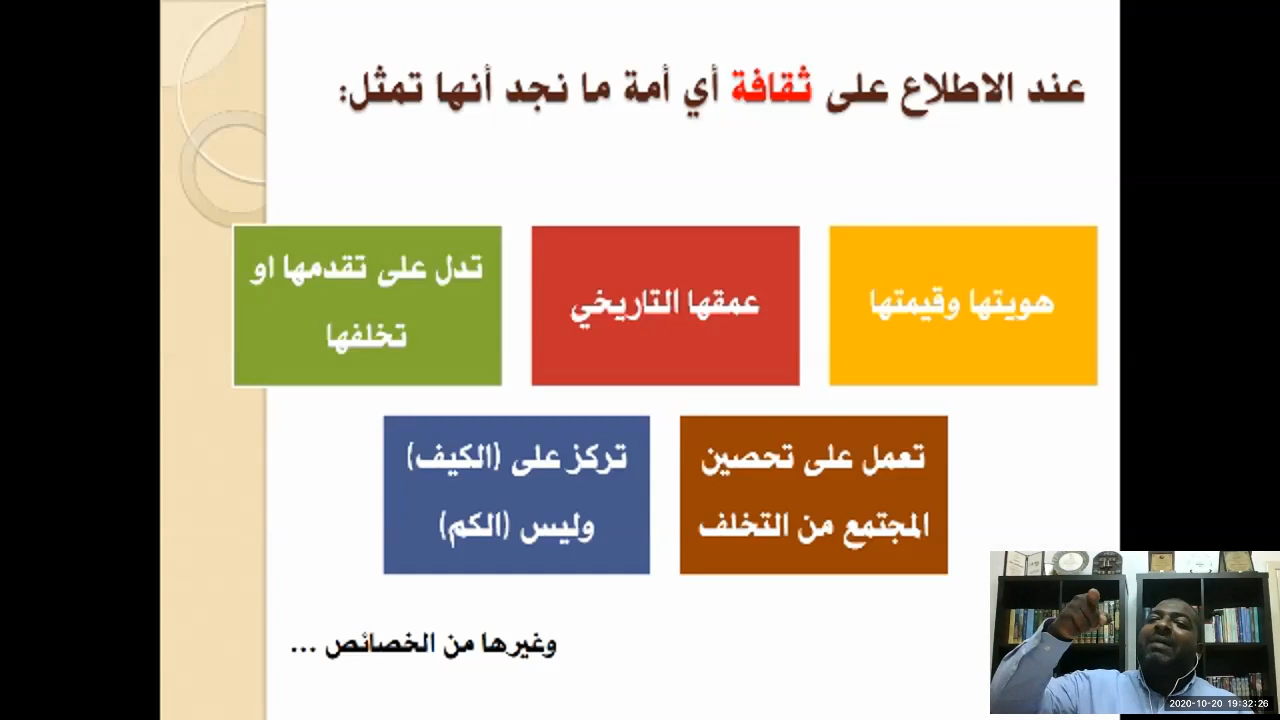 عند الاطلاع على ثقافة أي أمة ما نجد أنها تمثل:
هويتها وقيمتها
عمقها التاريخي
تدل على تقدمها او
تخلفها
تعمل على تحصين
المجتمع من التخلف
تركز على (الكيف)
وليس (الكم)
وغيرها من الخصائص ...
2020-10-20 19:32:26